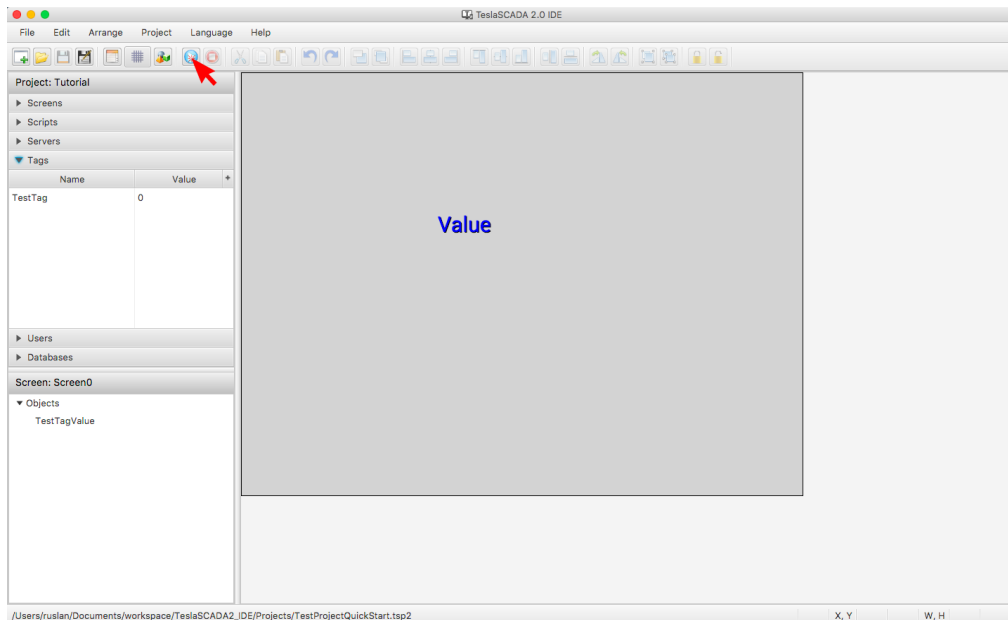 TeslaSCADA 2.0 IDE
File Edit Arrange Project Language Help
Project: Tutorial
Screens
Scripts
Servers
Tags
Name Value +
TestTag 0
Value
Users
Databases
Screen: Screen0
Objects
TestTagValue
/Users/ruslan/Documents/workspace/TeslaSCADA2_IDE/Projects/TestProjectQuickStart.tsp2 X, Y W, H